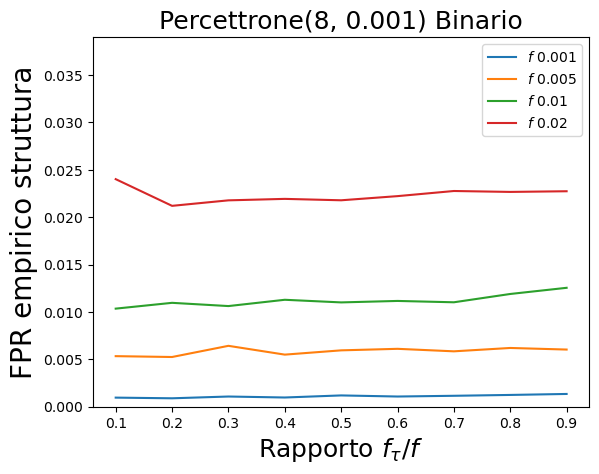 Percettrone(8, 0.001) Binario
FPR empirico struttura
0.035
0.030
0.025
0.020
0.015
0.010
0.005
0.000
f 0.001
f 0.005
f 0.01
f 0.02
0.1 0.2 0.3 0.4 0.5 0.6 0.7 0.8 0.9
Rapporto $f_\tau/f$